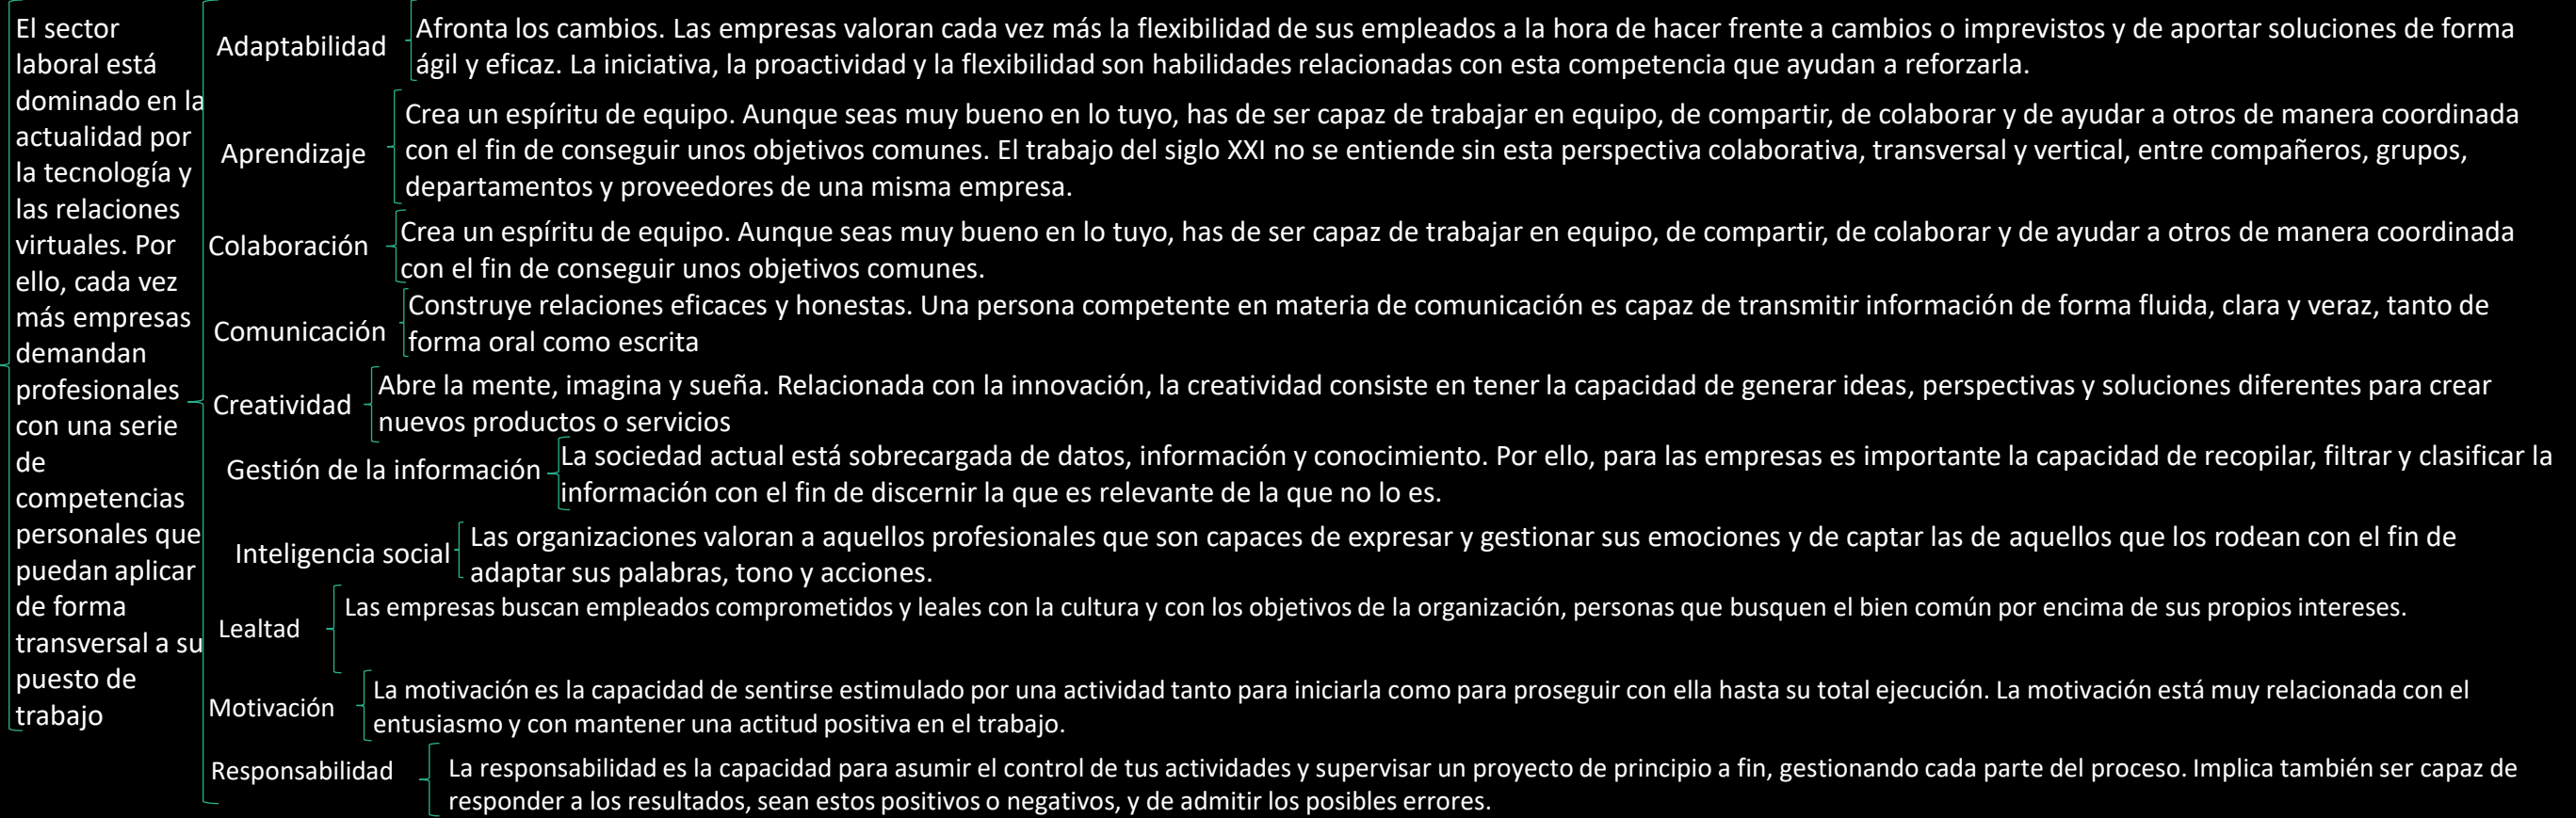 El sector
laboral está
dominado en la
actualidad por
la tecnología y
las relaciones
virtuales. Por
ello, cada vez
más empresas
demandan
profesionales
con una serie
de
competencias
personales que
puedan aplicar
de forma
transversal a su
puesto de
trabajo
Adaptabilidad
Afronta los cambios. Las empresas valoran cada vez más la flexibilidad de sus empleados a la hora de hacer frente a cambios o imprevistos y de aportar soluciones de forma
ágil y eficaz. La iniciativa, la proactividad y la flexibilidad son habilidades relacionadas con esta competencia que ayudan a reforzarla.
Aprendizaje
Crea un espíritu de equipo. Aunque seas muy bueno en lo tuyo, has de ser capaz de trabajar en equipo, de compartir, de colaborar y de ayudar a otros de manera coordinada
con el fin de conseguir unos objetivos comunes. El trabajo del siglo XXI no se entiende sin esta perspectiva colaborativa, transversal y vertical, entre compañeros, grupos,
departamentos y proveedores de una misma empresa.
Colaboración
Crea un espíritu de equipo. Aunque seas muy bueno en lo tuyo, has de ser capaz de trabajar en equipo, de compartir, de colaborar y de ayudar a otros de manera coordinada
con el fin de conseguir unos objetivos comunes.
Comunicación
Construye relaciones eficaces y honestas. Una persona competente en materia de comunicación es capaz de transmitir información de forma fluida, clara y veraz, tanto de
forma oral como escrita
Creatividad
Abre la mente, imagina y sueña. Relacionada con la innovación, la creatividad consiste en tener la capacidad de generar ideas, perspectivas y soluciones diferentes para crear
nuevos productos o servicios
Gestión de la información
La sociedad actual está sobrecargada de datos, información y conocimiento. Por ello, para las empresas es importante la capacidad de recopilar, filtrar y clasificar la
información con el fin de discernir la que es relevante de la que no lo es.
Inteligencia social
Las organizaciones valoran a aquellos profesionales que son capaces de expresar y gestionar sus emociones y de captar las de aquellos que los rodean con el fin de
adaptar sus palabras, tono y acciones.
Lealtad
Las empresas buscan empleados comprometidos y leales con la cultura y con los objetivos de la organización, personas que busquen el bien común por encima de sus propios intereses.
Motivación
La motivación es la capacidad de sentirse estimulado por una actividad tanto para iniciarla como para proseguir con ella hasta su total ejecución. La motivación está muy relacionada con el
entusiasmo y con mantener una actitud positiva en el trabajo.
Responsabilidad
La responsabilidad es la capacidad para asumir el control de tus actividades y supervisar un proyecto de principio a fin, gestionando cada parte del proceso. Implica también ser capaz de
responder a los resultados, sean estos positivos o negativos, y de admitir los posibles errores.